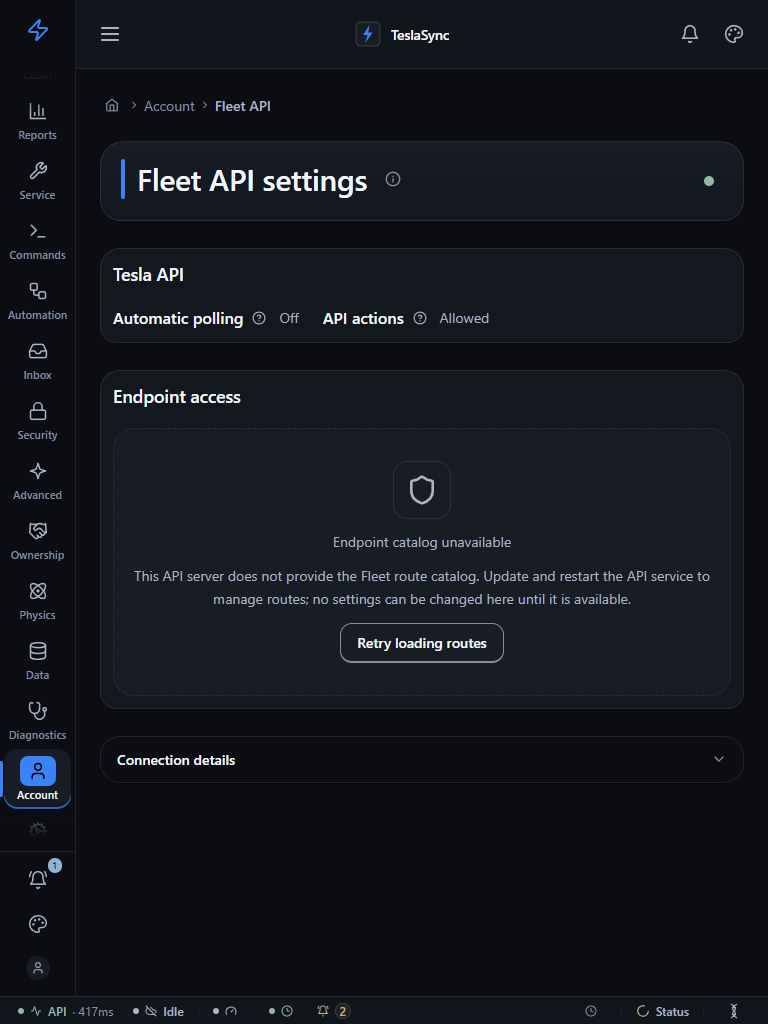 TeslaSync
Reports
Service
Commands
Automation
Inbox
Security
Advanced
Ownership
Physics
Data
Diagnostics
Account
1
Account
Fleet API
Fleet API settings
Tesla API
Automatic polling Off API actions Allowed
Endpoint access
Endpoint catalog unavailable
This API server does not provide the Fleet route catalog. Update and restart the API service to
manage routes; no settings can be changed here until it is available.
Retry loading routes
Connection details
API · 417ms Idle 2 Status